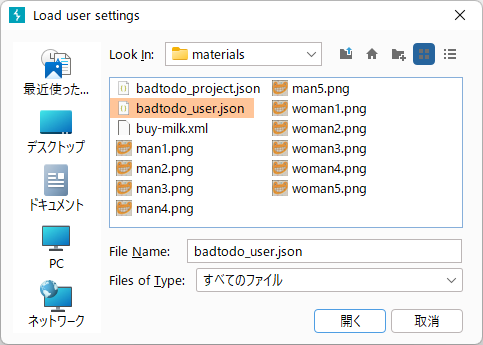 Load user settings
Look In:
materials
最近使った...
デスクトップ
ドキュメント
PC
ネットワーク
badtodo_project.json
badtodo_user.json
buy-milk.xml
man1.png
man2.png
man3.png
man4.png
man5.png
woman1.png
woman2.png
woman3.png
woman4.png
woman5.png
File Name:
badtodo_user.json
Files of Type:
すべてのファイル
開く
取消